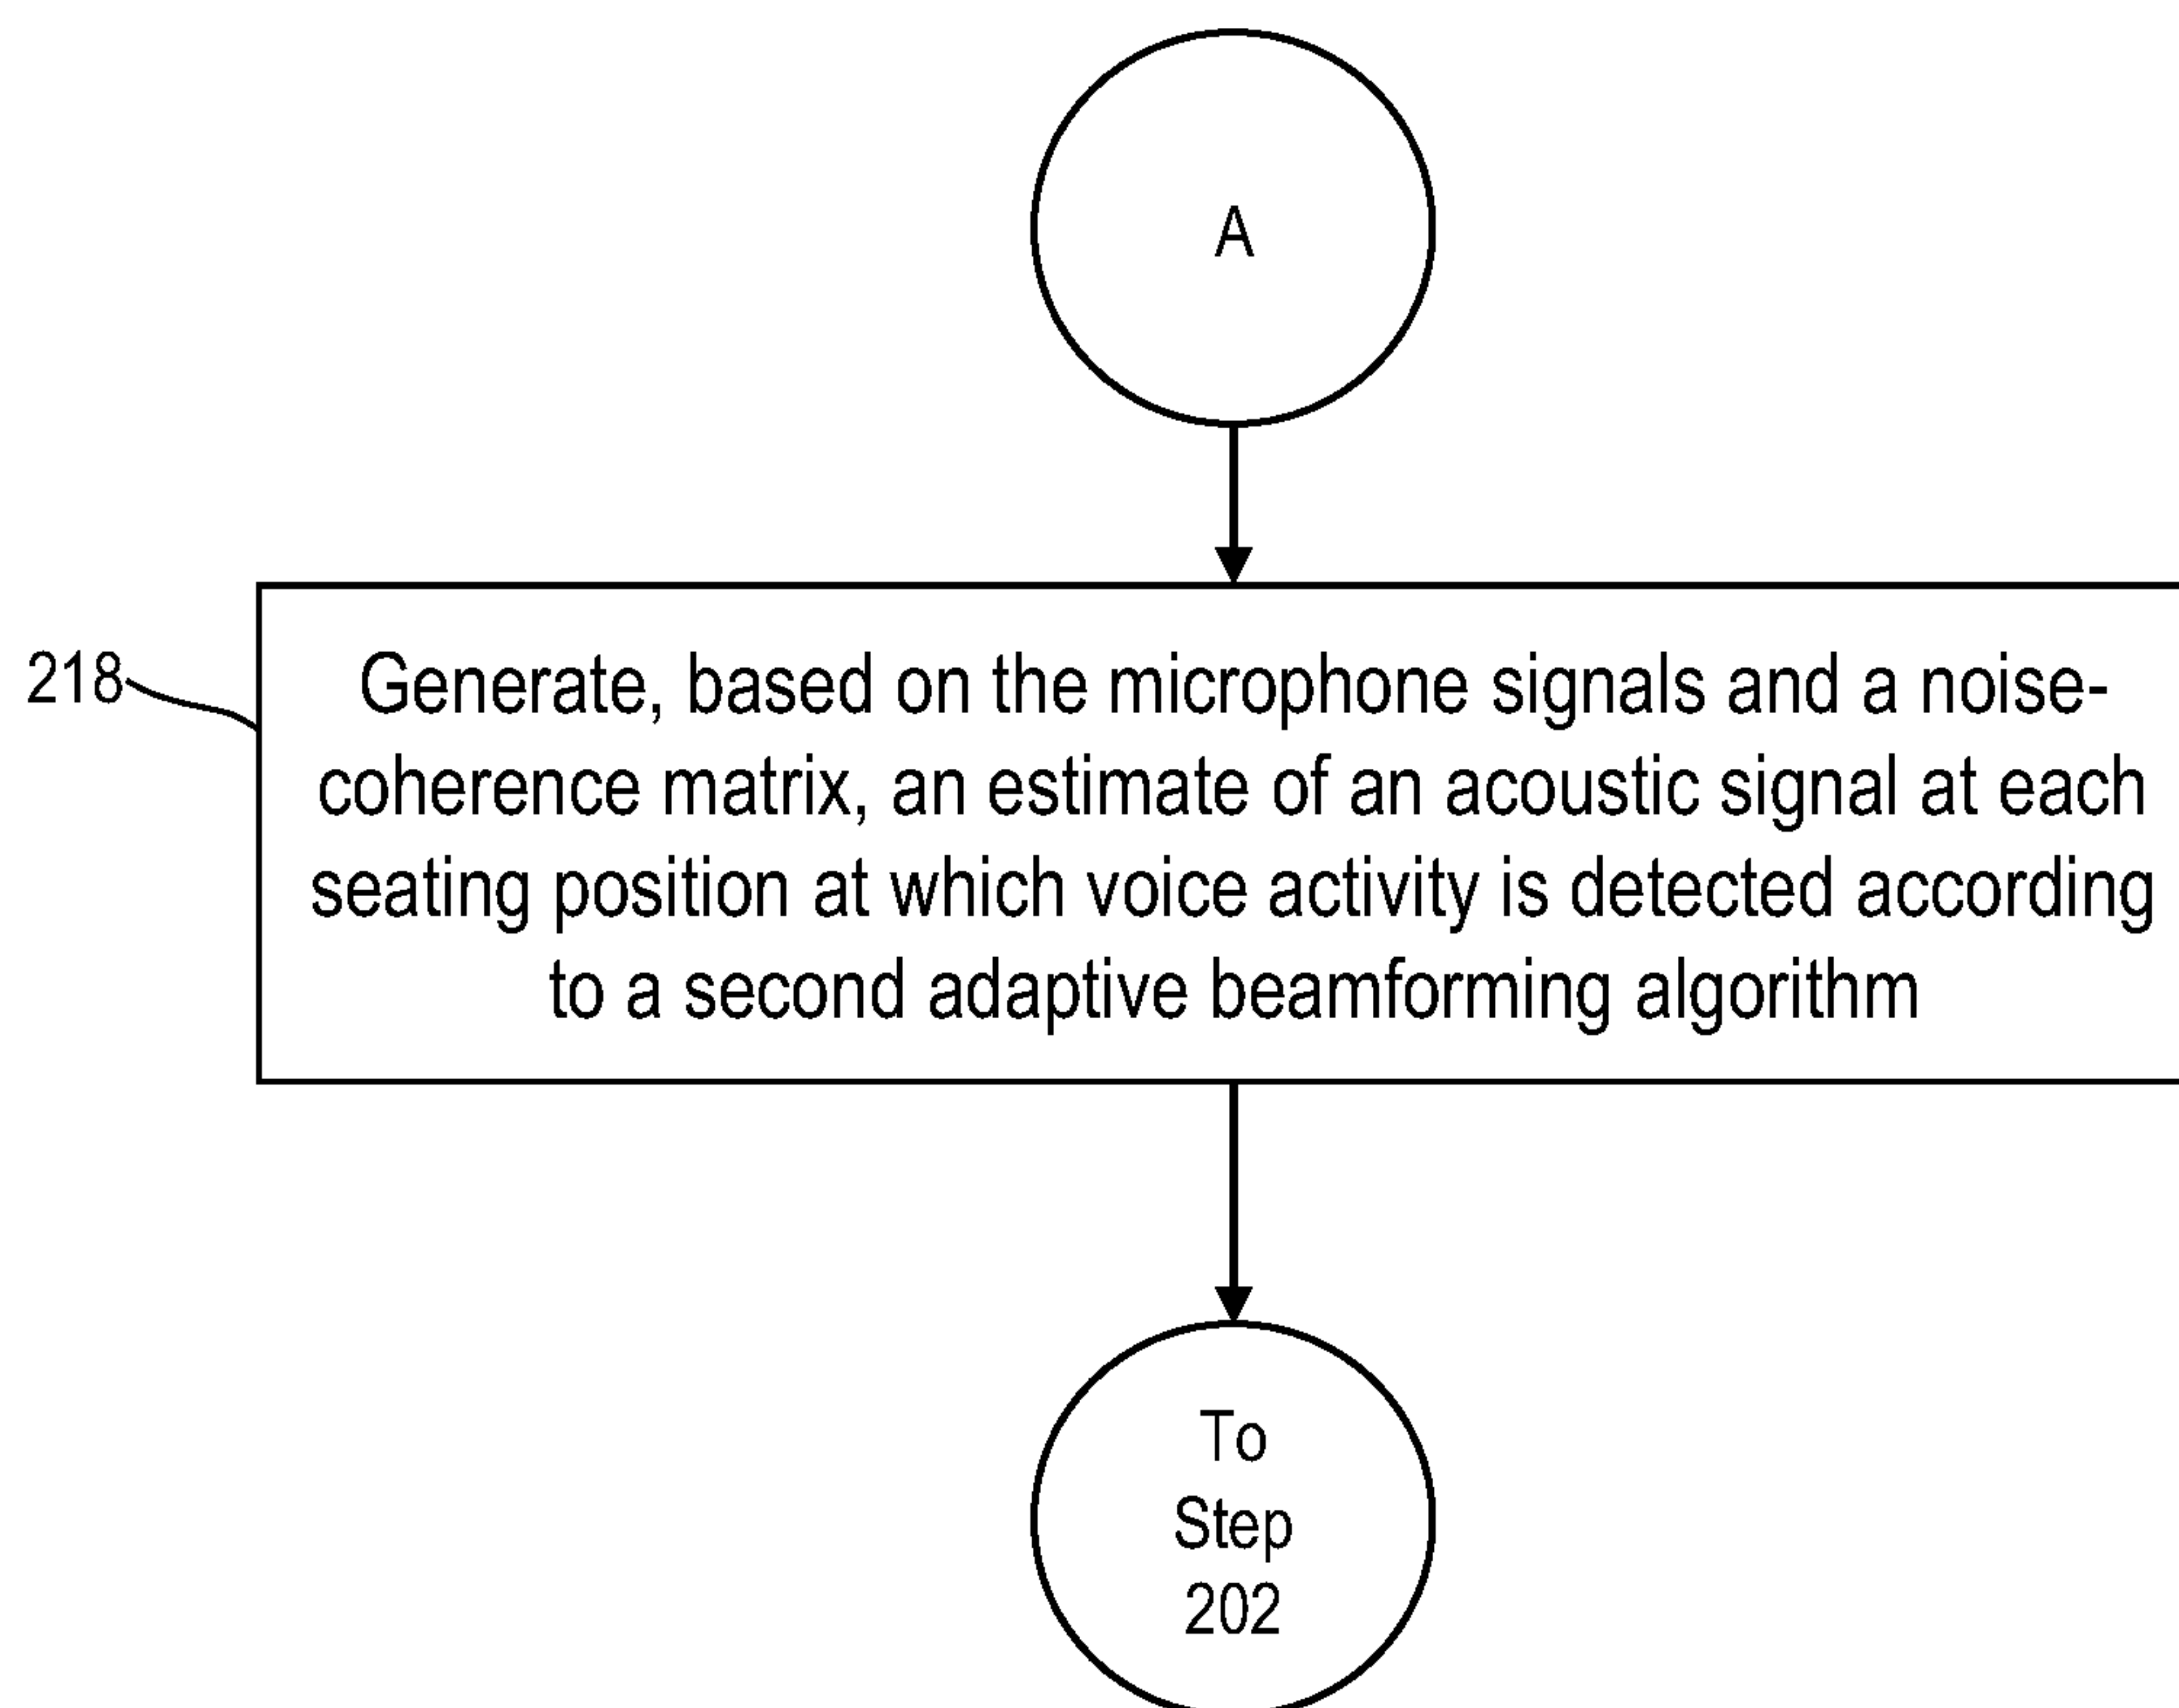 A
218
Generate, based on the microphone signals and a noise-
coherence matrix, an estimate of an acoustic signal at each
seating position at which voice activity is detected according
to a second adaptive beamforming algorithm
To
Step
202